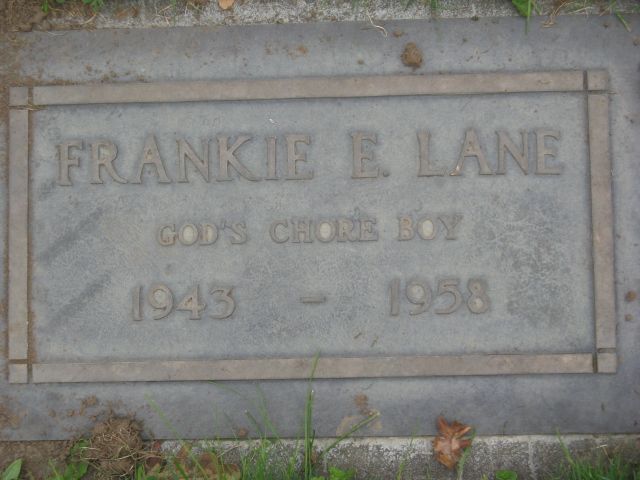 FRANKIE E. LANE
GOD'S CHORE BOY
1943 - 1958